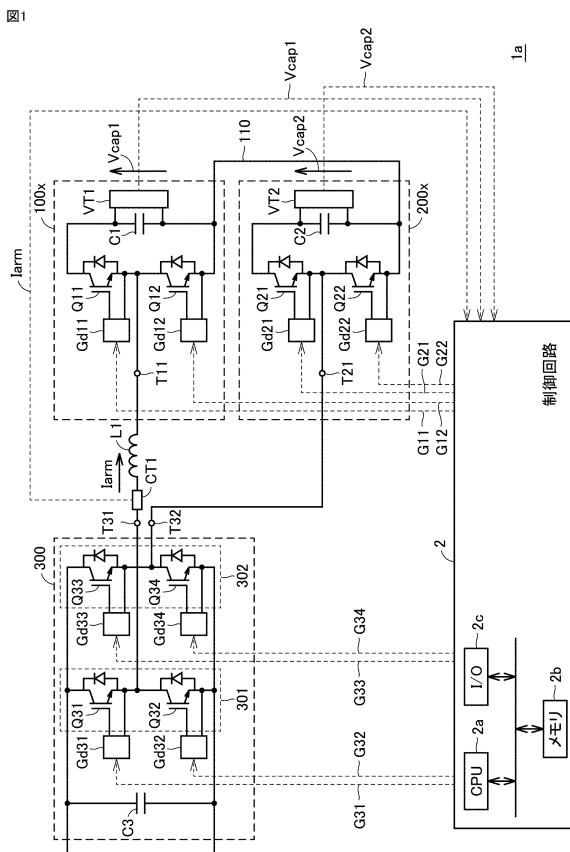 図1
1a
Vcap1
Vcap2
Iarm
Vcap1
110
Vcap2
100x
VT1
C1
Q11
Q12
Gd11
Gd12
T11
200x
VT2
C2
Q21
Q22
Gd21
Gd22
T21
L1
Iarm
CT1
T31
T32
G11
G12
G21
G22
300
302
Q33
Q34
Gd33
Gd34
301
Q31
Q32
Gd31
Gd32
C3
G34
G33
G32
G31
2
制御回路
2c
I/O
2a
CPU
2b
メモリ